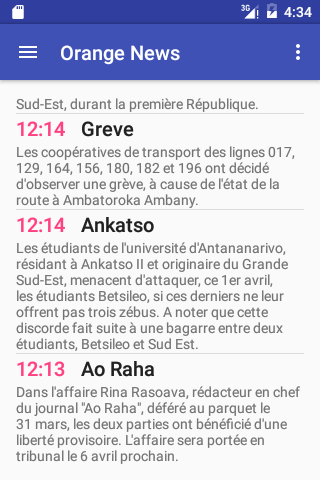 3G
4:34
Orange News
Sud-Est, durant la première République.
12:14 Greve
Les coopératives de transport des lignes 017,
129, 164, 156, 180, 182 et 196 ont décidé
d'observer une grève, à cause de l'état de la
route à Ambatoroka Ambany.
12:14 Ankatso
Les étudiants de l'université d'Antananarivo,
résidant à Ankatso II et originaire du Grande
Sud-Est, menacent d'attaquer, ce 1er avril,
les étudiants Betsileo, si ces derniers ne leur
offrent pas trois zébus. A noter que cette
discorde fait suite à une bagarre entre deux
étudiants, Betsileo et Sud Est.
12:13 Ao Raha
Dans l'affaire Rina Rasoava, rédacteur en chef
du journal "Ao Raha", déféré au parquet le
31 mars, les deux parties ont bénéficié d'une
liberté provisoire. L'affaire sera portée en
tribunal le 6 avril prochain.